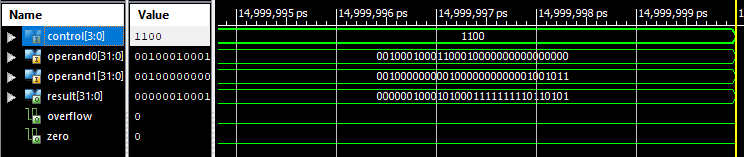 Name Value 14,999,995 ps 14,999,996 ps 14,999,997 ps 14,999,998 ps 14,999,999 ps
control[3:0] 1100 1100
operand0[31:0] 00100010001 00100010001100010000000000000000
operand1[31:0] 00100000000 00100000000010000000000001001011
result[31:0] 00000010001 00000010001010001111111110110101
overflow 0
zero 0